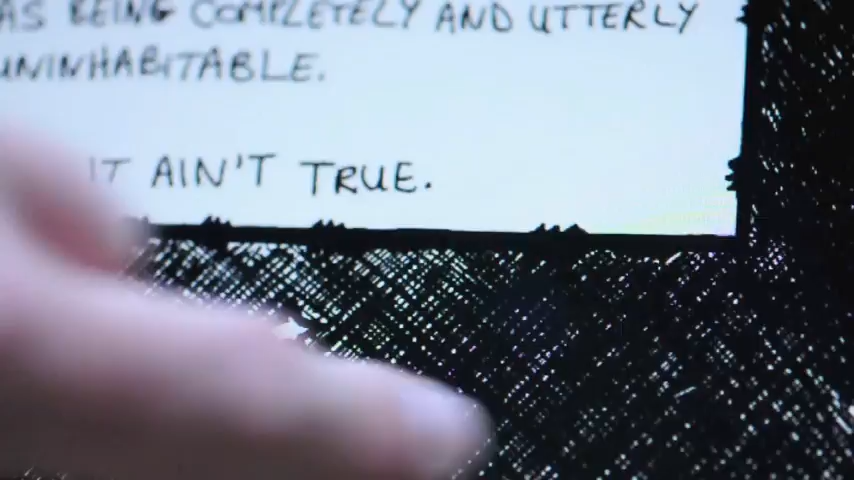 AS BEING COMPLETELY AND UTTERLY
UNINHABITABLE.
IT AIN'T TRUE.